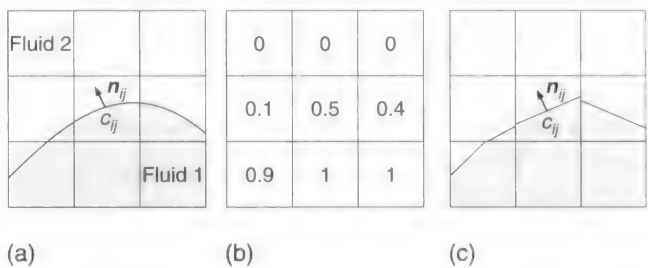 Fluid 2
n_ij
c_ij
Fluid 1
(a)
0 0 0
0.1 0.5 0.4
0.9 1 1
(b)
n_ij
c_ij
(c)